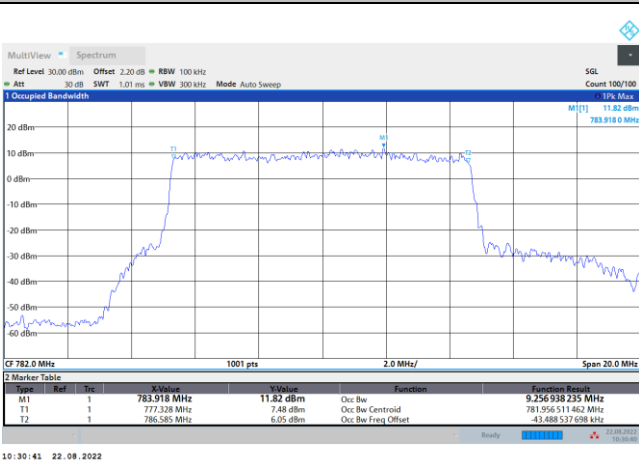 MultiView Spectrum
Ref Level 30.00 dBm Offset 2.20 dB RBW 100 kHz SGL
Att 30 dB SWT 1.01 ms VBW 300 kHz Mode Auto Sweep Count 100/100
1 Occupied Bandwidth 1Pk Max
M1[1] 11.82 dBm
783.918 0 MHz
20 dBm
M1
T1 T2
10 dBm
0 dBm
-10 dBm
-20 dBm
-30 dBm
-40 dBm
-50 dBm
-60 dBm
CF 782.0 MHz 1001 pts 2.0 MHz/ Span 20.0 MHz
2 Marker Table
Type Ref Trc X-Value Y-Value Function Function Result
M1 1 783.918 MHz 11.82 dBm Occ Bw 9.256 938 235 MHz
T1 1 777.328 MHz 7.48 dBm Occ Bw Centroid 781.956 511 462 MHz
T2 1 786.585 MHz 6.05 dBm Occ Bw Freq Offset -43.488 537 698 kHz
Ready 22.08.2022
10:30:40
10:30:41 22.08.2022